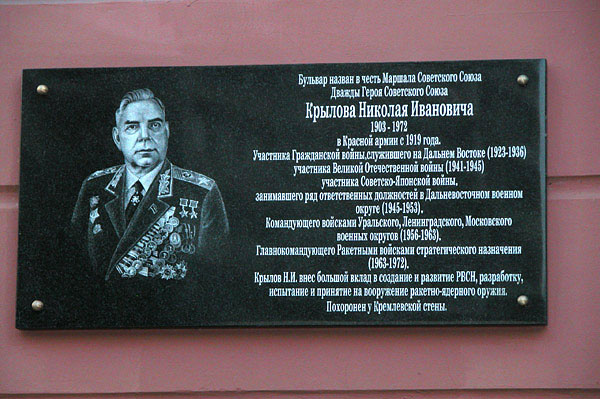 Бульвар назван в честь Маршала Советского Союза
Дважды Героя Советского Союза
Крылова Николая Ивановича
1903 - 1972
в Красной армии с 1919 года.
Участника Гражданской войны,служившего на Дальнем Востоке (1923-1936)
участника Великой Отечественной войны (1941-1945)
участника Советско-Японской войны,
занимавшего ряд ответственных должностей в Дальневосточном военном
округе (1945-1953).
Командующего войсками Уральского, Ленинградского, Московского
военных округов (1956-1963).
Главнокомандующего Ракетными войсками стратегического назначения
(1963-1972).
Крылов Н.И. внес большой вклад в создание и развитие РВСН, разработку,
испытание и принятие на вооружение ракетно-ядерного оружия.
Похоронен у Кремлевской стены.